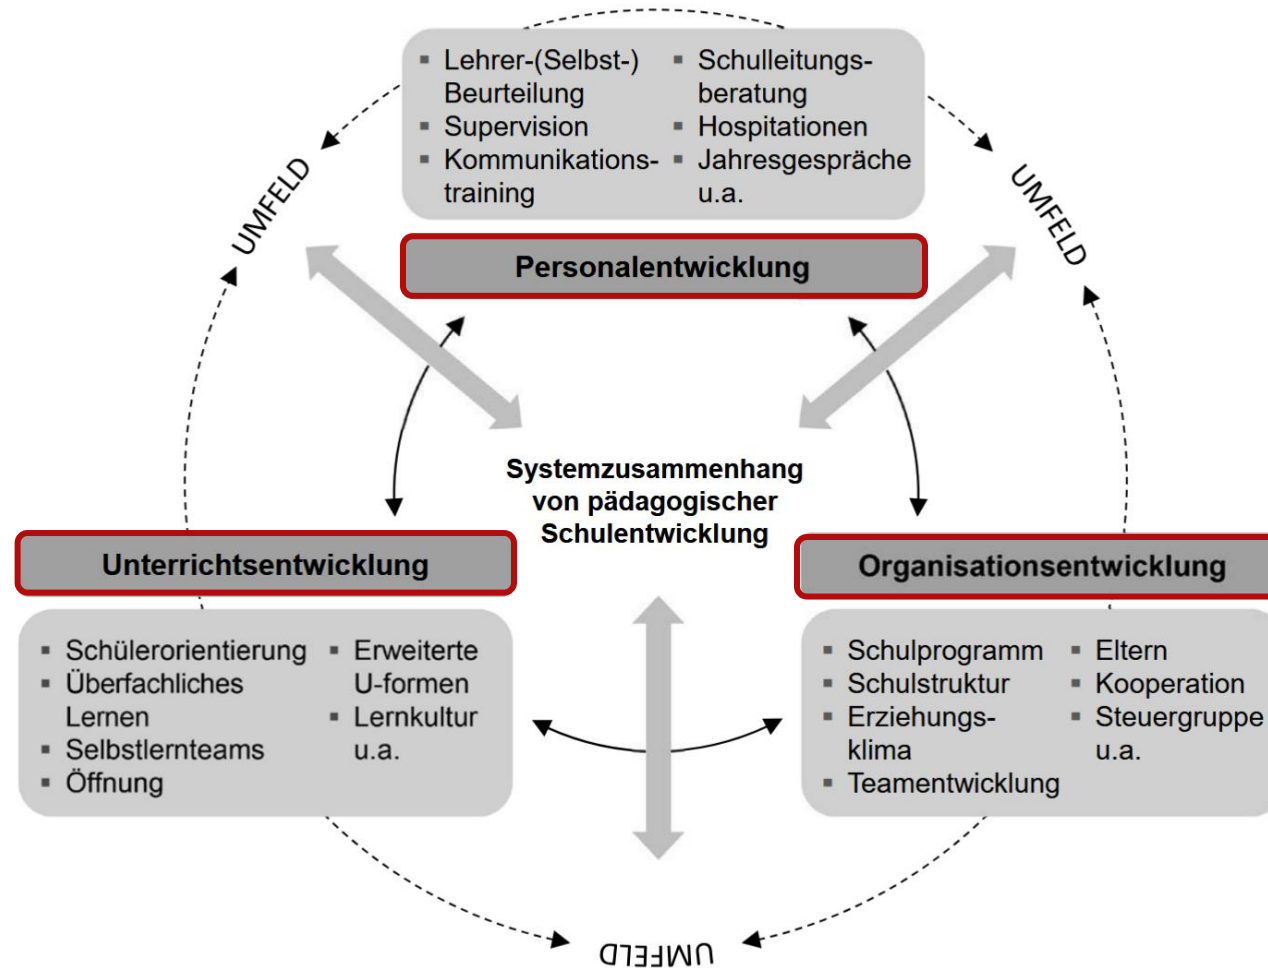 ▪ Lehrer-(Selbst-)
Beurteilung
▪ Supervision
▪ Kommunikations-
training
▪ Schulleitungs-
beratung
▪ Hospitationen
▪ Jahresgespräche
u.a.
UMFELD
UMFELD
Personalentwicklung
Systemzusammenhang
von pädagogischer
Schulentwicklung
Unterrichtsentwicklung
▪ Schülerorientierung
▪ Überfachliches
Lernen
▪ Selbstlernteams
▪ Öffnung
▪ Erweiterte
U-formen
▪ Lernkultur
u.a.
Organisationsentwicklung
▪ Schulprogramm
▪ Schulstruktur
▪ Erziehungs-
klima
▪ Teamentwicklung
▪ Eltern
▪ Kooperation
▪ Steuergruppe
u.a.
UMFELD